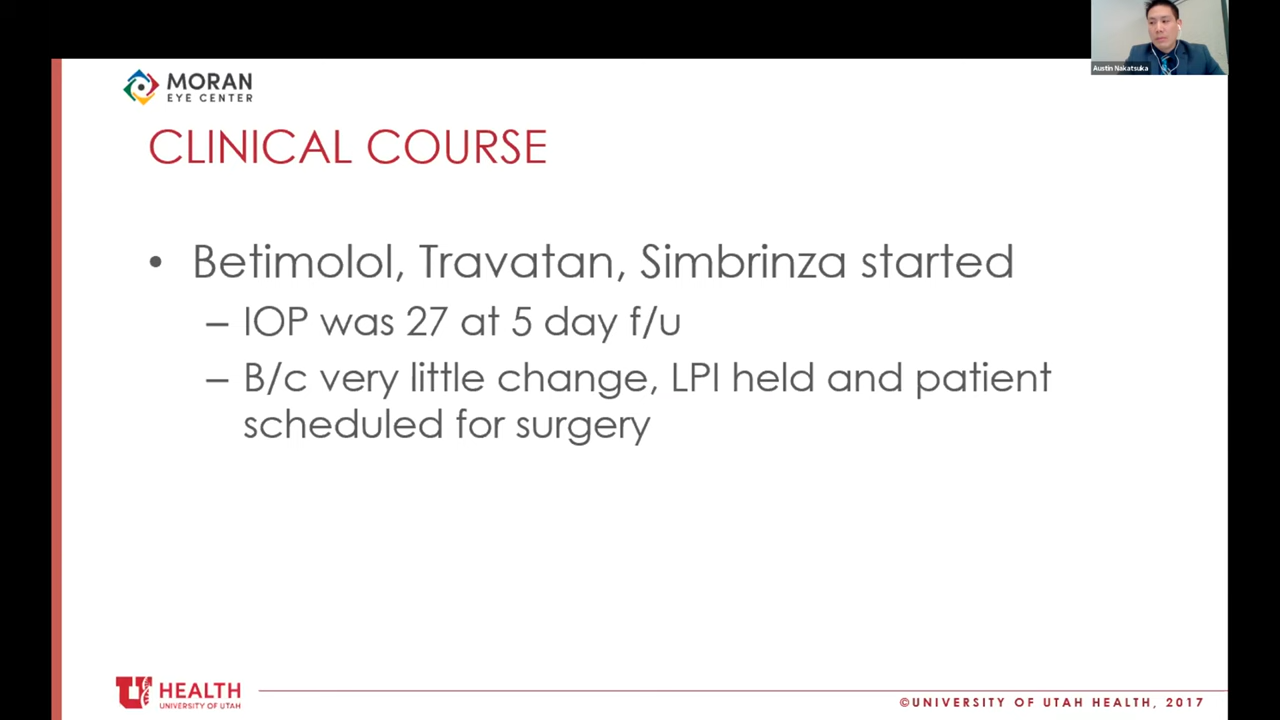 Austin Nakatsuka
MORAN
EYE CENTER
CLINICAL COURSE
• Betimolol, Travatan, Simbrinza started
– IOP was 27 at 5 day f/u
– B/c very little change, LPI held and patient
scheduled for surgery
U HEALTH
UNIVERSITY OF UTAH
©UNIVERSITY OF UTAH HEALTH, 2017